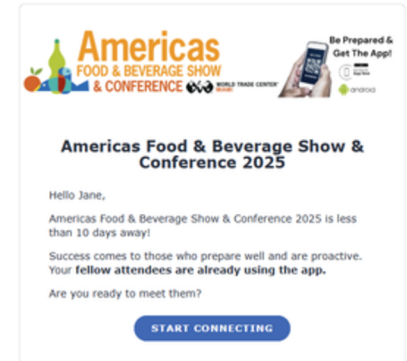 Americas
FOOD & BEVERAGE SHOW
& CONFERENCE
WORLD TRADE CENTER
MIAMI
Be Prepared &
Get The App!
App Store
android
Americas Food & Beverage Show &
Conference 2025
Hello Jane,
Americas Food & Beverage Show & Conference 2025 is less
than 10 days away!
Success comes to those who prepare well and are proactive.
Your fellow attendees are already using the app.
Are you ready to meet them?
START CONNECTING